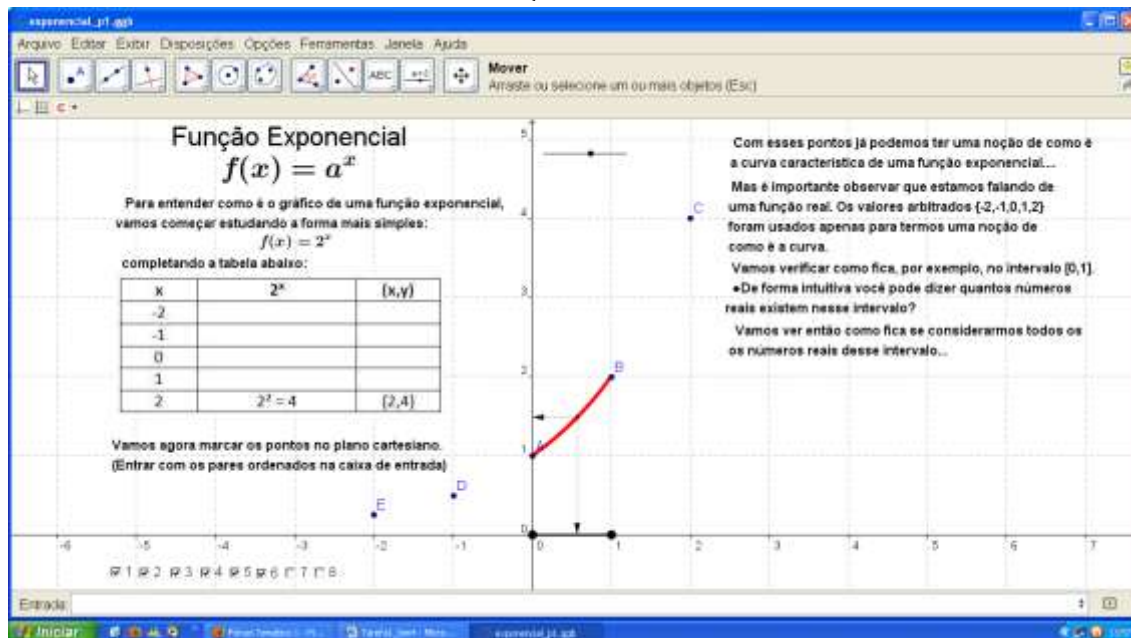 exponencial_p1.ggb
Arquivo Editar Exibir Disposições Opções Ferramentas Janela Ajuda
ABC
Mover
Arraste ou selecione um ou mais objetos (Esc)
Função Exponencial
f(x) = a^x
Para entender como é o gráfico de uma função exponencial,
vamos começar estudando a forma mais simples:
f(x) = 2^x
completando a tabela abaixo:
x 2ˣ (x,y)
-2
-1
0
1
2 2² = 4 (2,4)
Vamos agora marcar os pontos no plano cartesiano.
(Entrar com os pares ordenados na caixa de entrada)
Com esses pontos já podemos ter uma noção de como é
a curva característica de uma função exponencial...
Mas é importante observar que estamos falando de
uma função real. Os valores arbitrados {-2,-1,0,1,2}
foram usados apenas para termos uma noção de
como é a curva.
Vamos verificar como fica, por exemplo, no intervalo [0,1].
●De forma intuitiva você pode dizer quantos números
reais existem nesse intervalo?
Vamos ver então como fica se considerarmos todos os
os números reais desse intervalo...
5
4
C
3
2
B
1
A
D
E
0
-6 -5 -4 -3 -2 -1 0 1 2 3 4 5 6 7
1 2 3 4 5 6 7 8
Entrada:
Iniciar
exponencial_p1.ggb